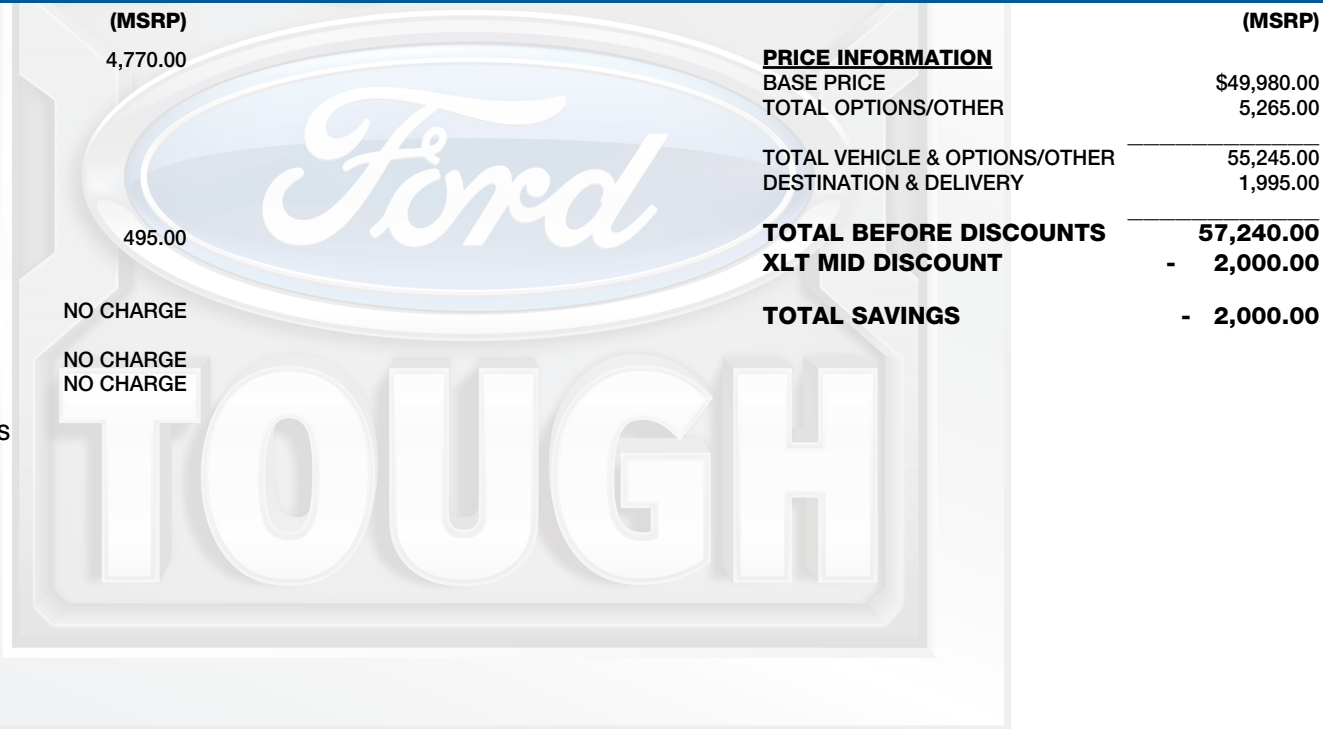 (MSRP)
4,770.00
495.00
NO CHARGE
NO CHARGE
NO CHARGE
S
Ford
TOUGH
(MSRP)
PRICE INFORMATION
BASE PRICE $49,980.00
TOTAL OPTIONS/OTHER 5,265.00
TOTAL VEHICLE & OPTIONS/OTHER 55,245.00
DESTINATION & DELIVERY 1,995.00
TOTAL BEFORE DISCOUNTS 57,240.00
XLT MID DISCOUNT - 2,000.00
TOTAL SAVINGS - 2,000.00